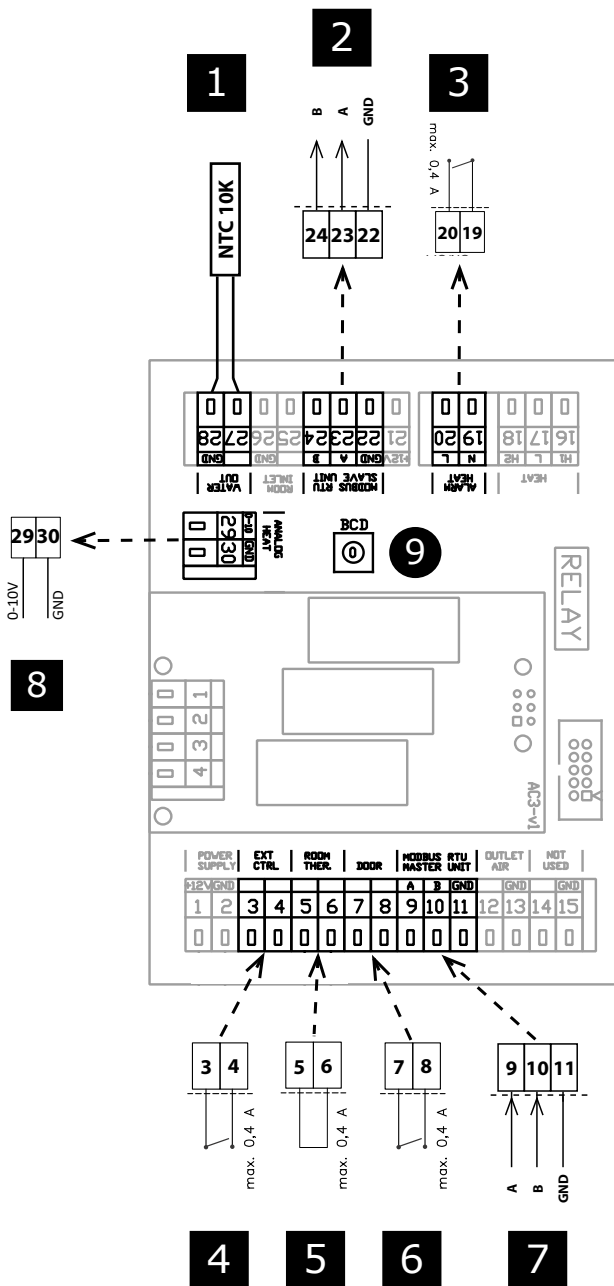 2
1
3
B
A
GND
max. 0,4 A
NTC 10K
24 23 22
20 19
28 27 26 25 24 23 22 21
20 19 18 17 16
GND GND B A GND +12V
L N H2 L H1
WATER OUT
ROOM INLET
MODBUS RTU
SLAVE UNIT
ALARM HEAT
HEAT
29 30
0-10V
GND
8
29 30
0-10 GND
ANALOG
HEAT
BCD
0
9
RELAY
1
2
3
4
AC3-v1
POWER SUPPLY
EXT CTRL.
ROOM THER.
DOOR
MODBUS RTU
MASTER UNIT
OUTLET AIR
NOT USED
+12V GND A B GND GND GND
1 2 3 4 5 6 7 8 9 10 11 12 13 14 15
3 4
5 6
7 8
9 10 11
max. 0,4 A
max. 0,4 A
max. 0,4 A
A
B
GND
4
5
6
7